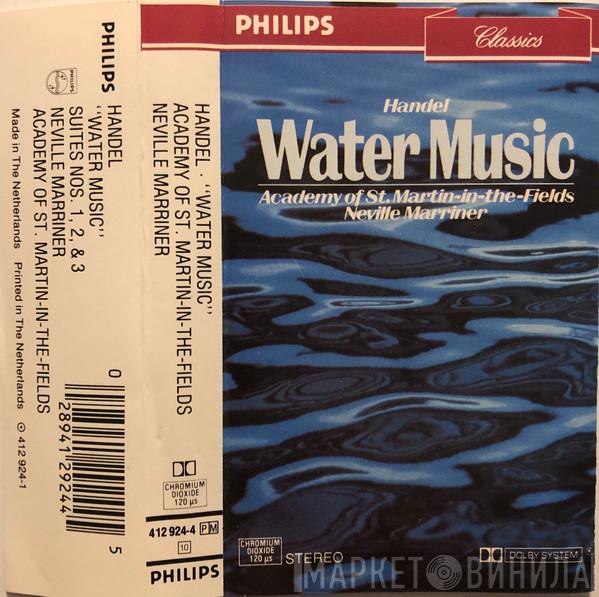 PHILIPS
HANDEL
"WATER MUSIC"
SUITES NOS. 1, 2, & 3
NEVILLE MARRINER
ACADEMY OF ST. MARTIN-IN-THE-FIELDS
Made in The Netherlands Printed in The Netherlands ⊙ 412 924-1
0 28941 29244 5
HANDEL · "WATER MUSIC"
ACADEMY OF ST. MARTIN-IN-THE-FIELDS
NEVILLE MARRINER
CHROMIUM
DIOXIDE
120 µs
412 924-4 PM
10
PHILIPS
PHILIPS
Classics
Handel
Water Music
Academy of St. Martin-in-the-Fields
Neville Marriner
CHROMIUM
DIOXIDE
120 µs
STEREO
DOLBY SYSTEM
МАРКЕТ ВИНИЛА